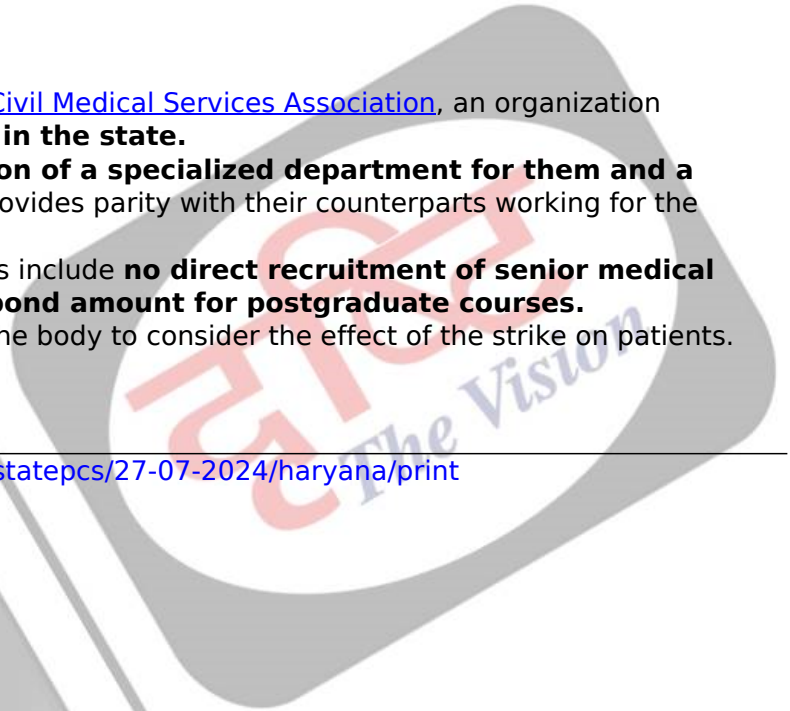 Civil Medical Services Association, an organization
in the state.
on of a specialized department for them and a
ovides parity with their counterparts working for the
s include no direct recruitment of senior medical
bond amount for postgraduate courses.
he body to consider the effect of the strike on patients.
दृष्टि
The Vision
statepcs/27-07-2024/haryana/print